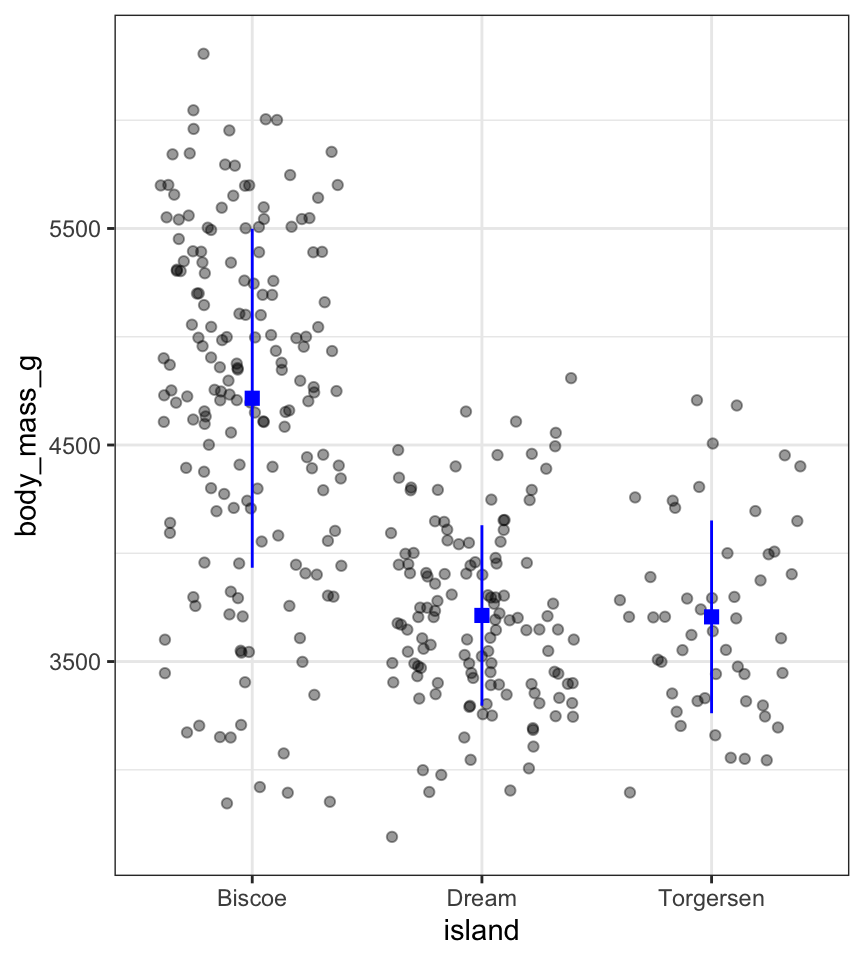 body_mass_g
5500
4500
3500
Biscoe
Dream
Torgersen
island